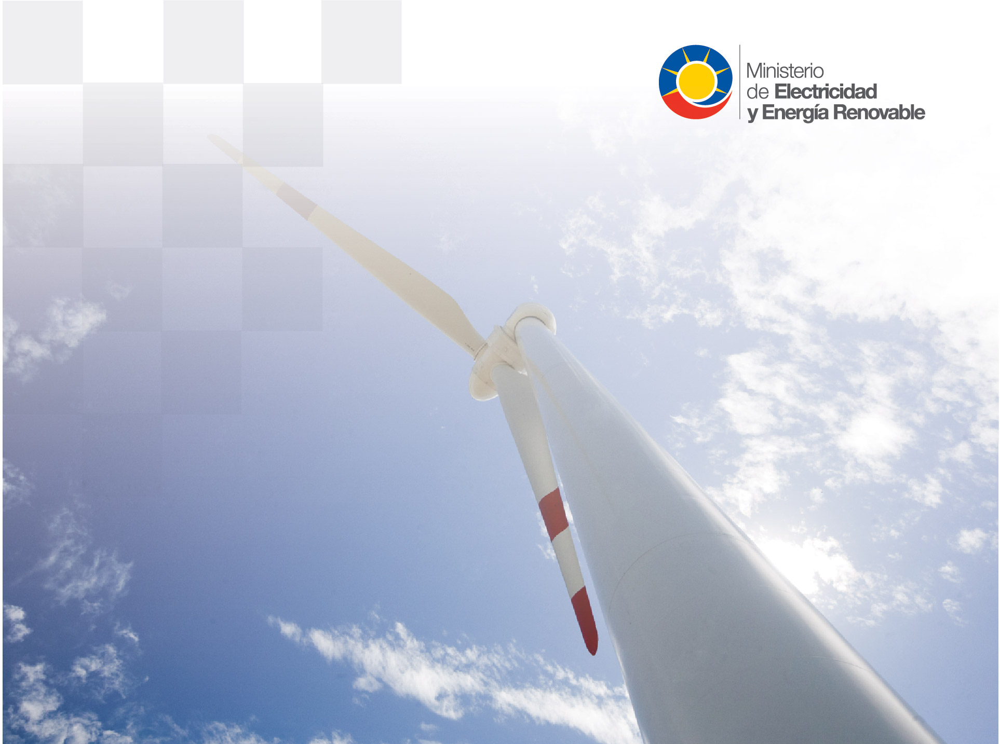 Ministerio
de Electricidad
y Energía Renovable